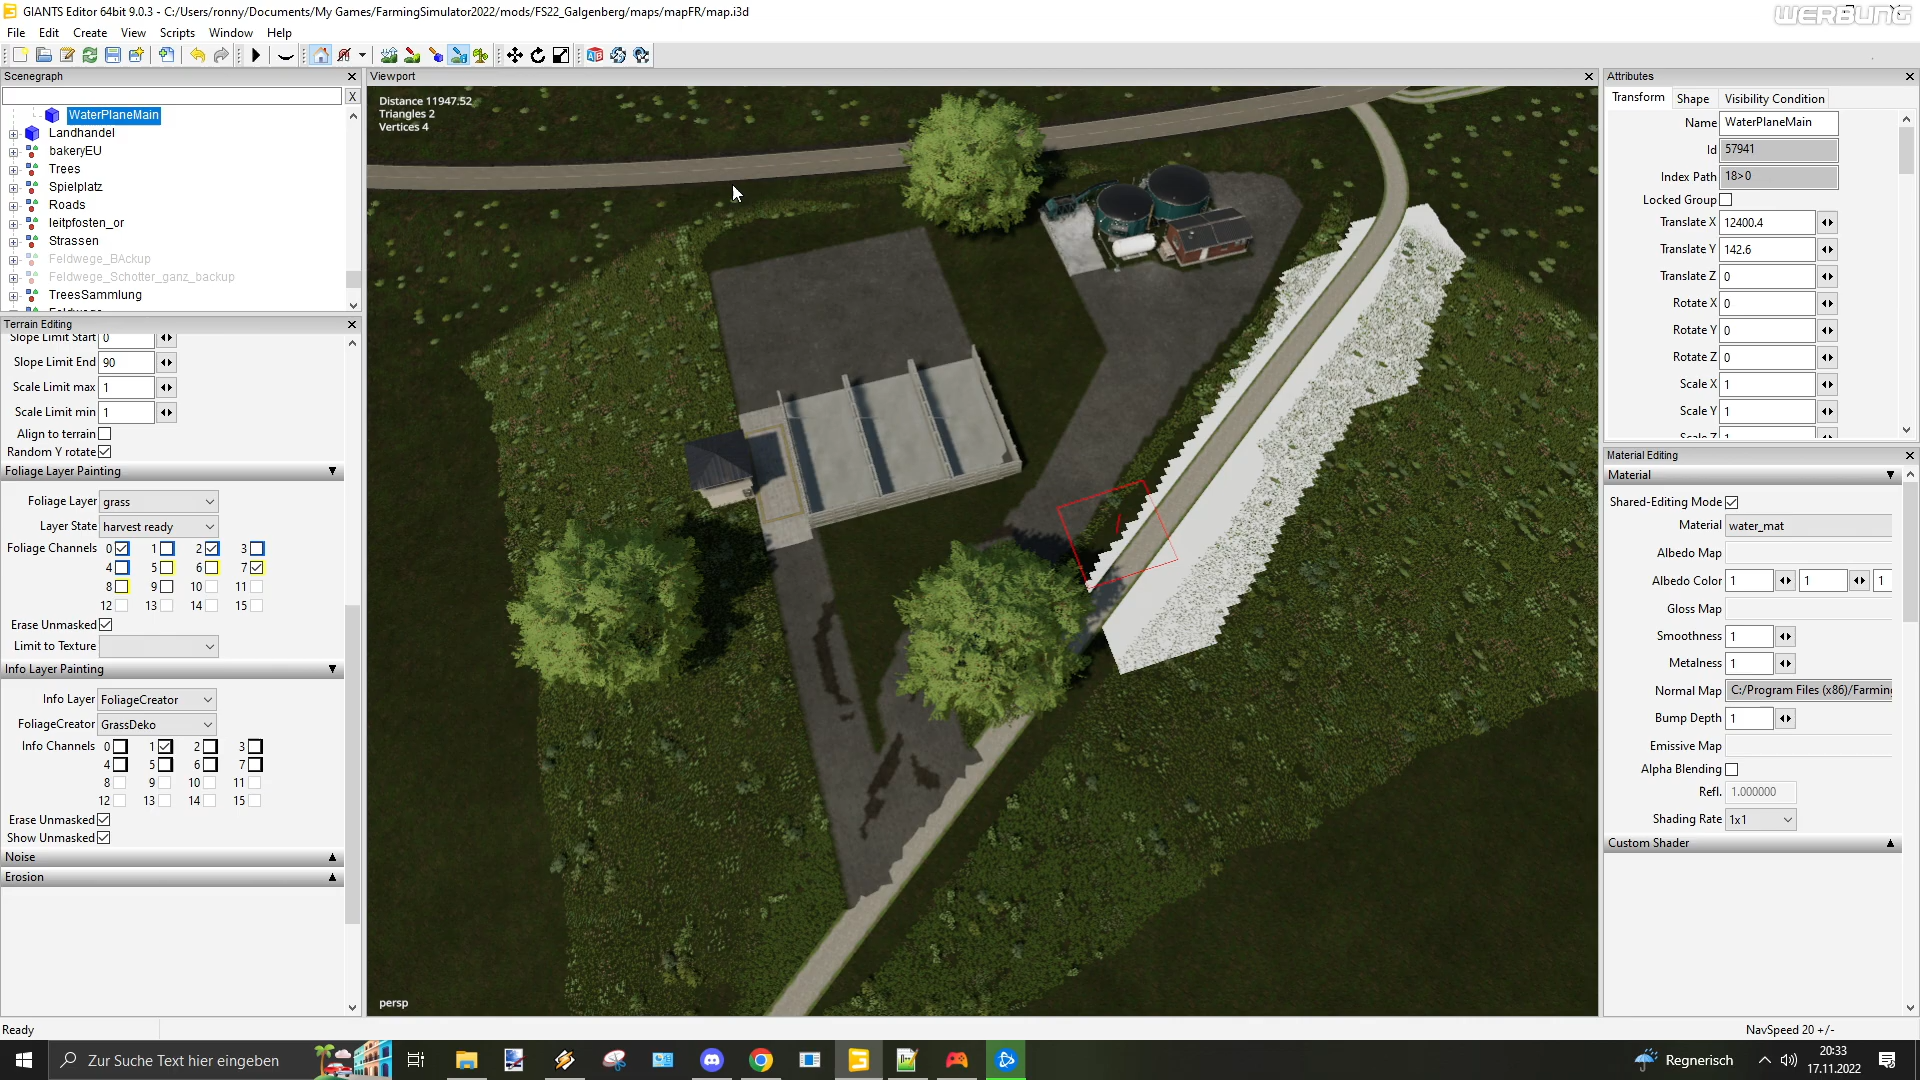 GIANTS Editor 64bit 9.0.3 - C:/Users/ronny/Documents/My Games/FarmingSimulator2022/mods/FS22_Galgenberg/maps/mapFR/map.i3d
WERBUNG
File Edit Create View Scripts Window Help
Scenegraph
X
WaterPlaneMain
Landhandel
bakeryEU
Trees
Spielplatz
Roads
leitpfosten_or
Strassen
Feldwege_BAckup
Feldwege_Schotter_ganz_backup
TreesSammlung
Terrain Editing
Slope Limit Start 0
Slope Limit End 90
Scale Limit max 1
Scale Limit min 1
Align to terrain
Random Y rotate
Foliage Layer Painting
Foliage Layer grass
Layer State harvest ready
Foliage Channels 0 1 2 3
4 5 6 7
8 9 10 11
12 13 14 15
Erase Unmasked
Limit to Texture
Info Layer Painting
Info Layer FoliageCreator
FoliageCreator GrassDeko
Info Channels 0 1 2 3
4 5 6 7
8 9 10 11
12 13 14 15
Erase Unmasked
Show Unmasked
Noise
Erosion
Viewport
Distance 11947.52
Triangles 2
Vertices 4
persp
Attributes
Transform Shape Visibility Condition
Name WaterPlaneMain
Id 57941
Index Path 18>0
Locked Group
Translate X 12400.4
Translate Y 142.6
Translate Z 0
Rotate X 0
Rotate Y 0
Rotate Z 0
Scale X 1
Scale Y 1
Scale Z 1
Material Editing
Material
Shared-Editing Mode
Material water_mat
Albedo Map
Albedo Color 1 1 1
Gloss Map
Smoothness 1
Metalness 1
Normal Map C:/Program Files (x86)/Farming
Bump Depth 1
Emissive Map
Alpha Blending
Refl. 1.000000
Shading Rate 1x1
Custom Shader
Ready
NavSpeed 20 +/-
Zur Suche Text hier eingeben
Regnerisch
20:33
17.11.2022